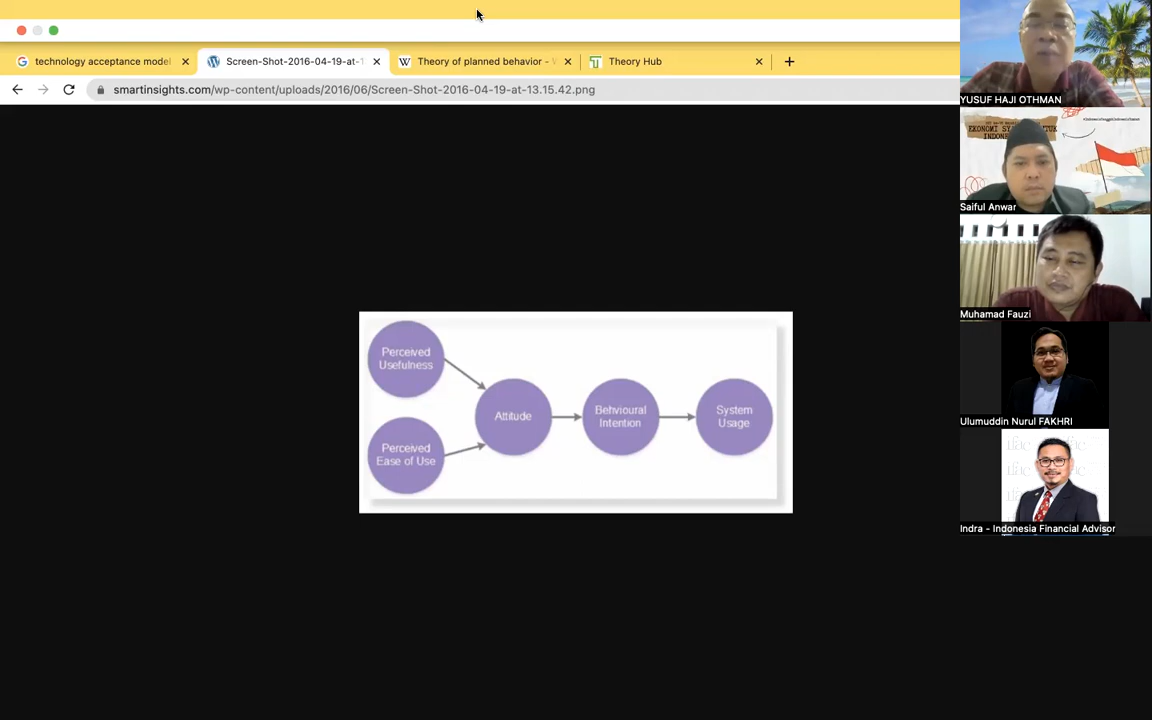 technology acceptance model
Screen-Shot-2016-04-19-at-1
Theory of planned behavior -
Theory Hub
smartinsights.com/wp-content/uploads/2016/06/Screen-Shot-2016-04-19-at-13.15.42.png
Perceived
Usefulness
Perceived
Ease of Use
Attitude
Behvioural
Intention
System
Usage
YUSUF HAJI OTHMAN
EKONOMI
Saiful Anwar
Muhamad Fauzi
Ulumuddin Nurul FAKHRI
Indra - Indonesia Financial Advisor